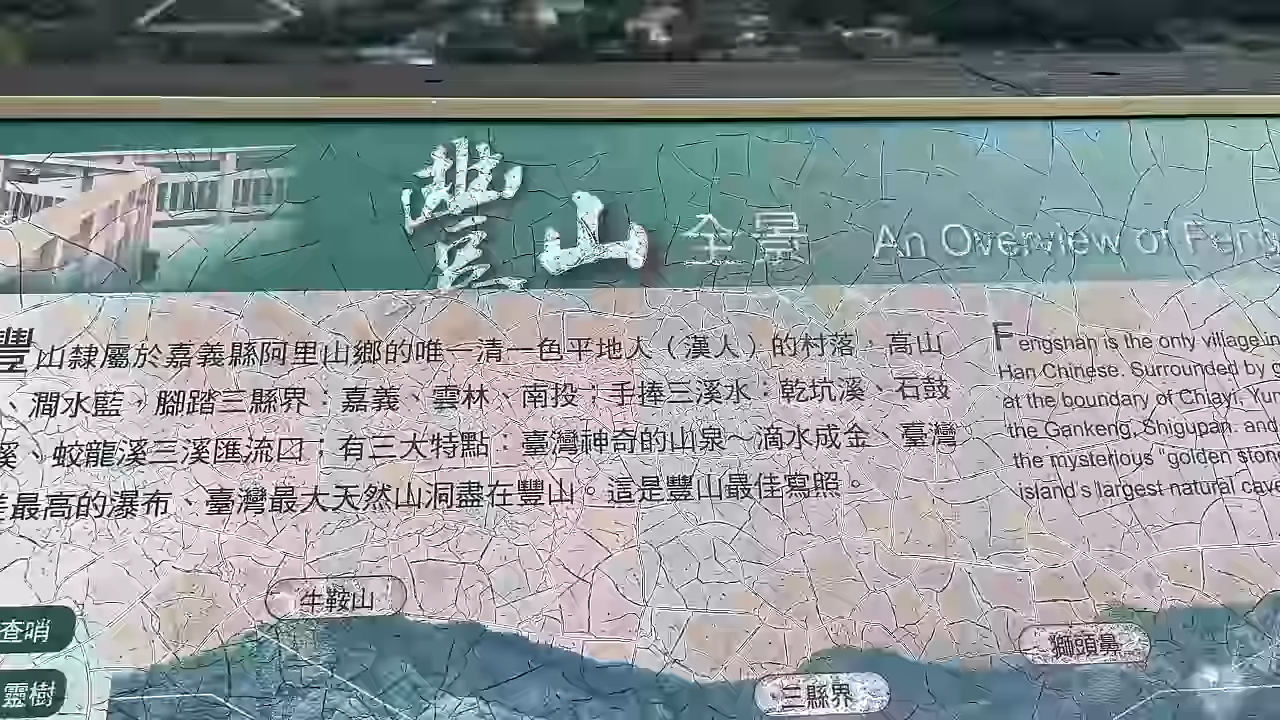 豐山全景 An Overview of Feng
豐山隸屬於嘉義縣阿里山鄉的唯一清一色平地人（漢人）的村落，高山
、澗水藍，腳踏三縣界：嘉義、雲林、南投；手捧三溪水：乾坑溪、石鼓
溪、蛟龍溪三溪匯流口；有三大特點：臺灣神奇的山泉～滴水成金、臺灣
差最高的瀑布、臺灣最大天然山洞盡在豐山。這是豐山最佳寫照。
Fengshan is the only village in
Han Chinese. Surrounded by g
at the boundary of Chiayi, Yun
the Gankeng, Shigupan, and
the mysterious "golden stone
island's largest natural cave
牛鞍山
查哨
獅頭鼻
靈樹
三縣界